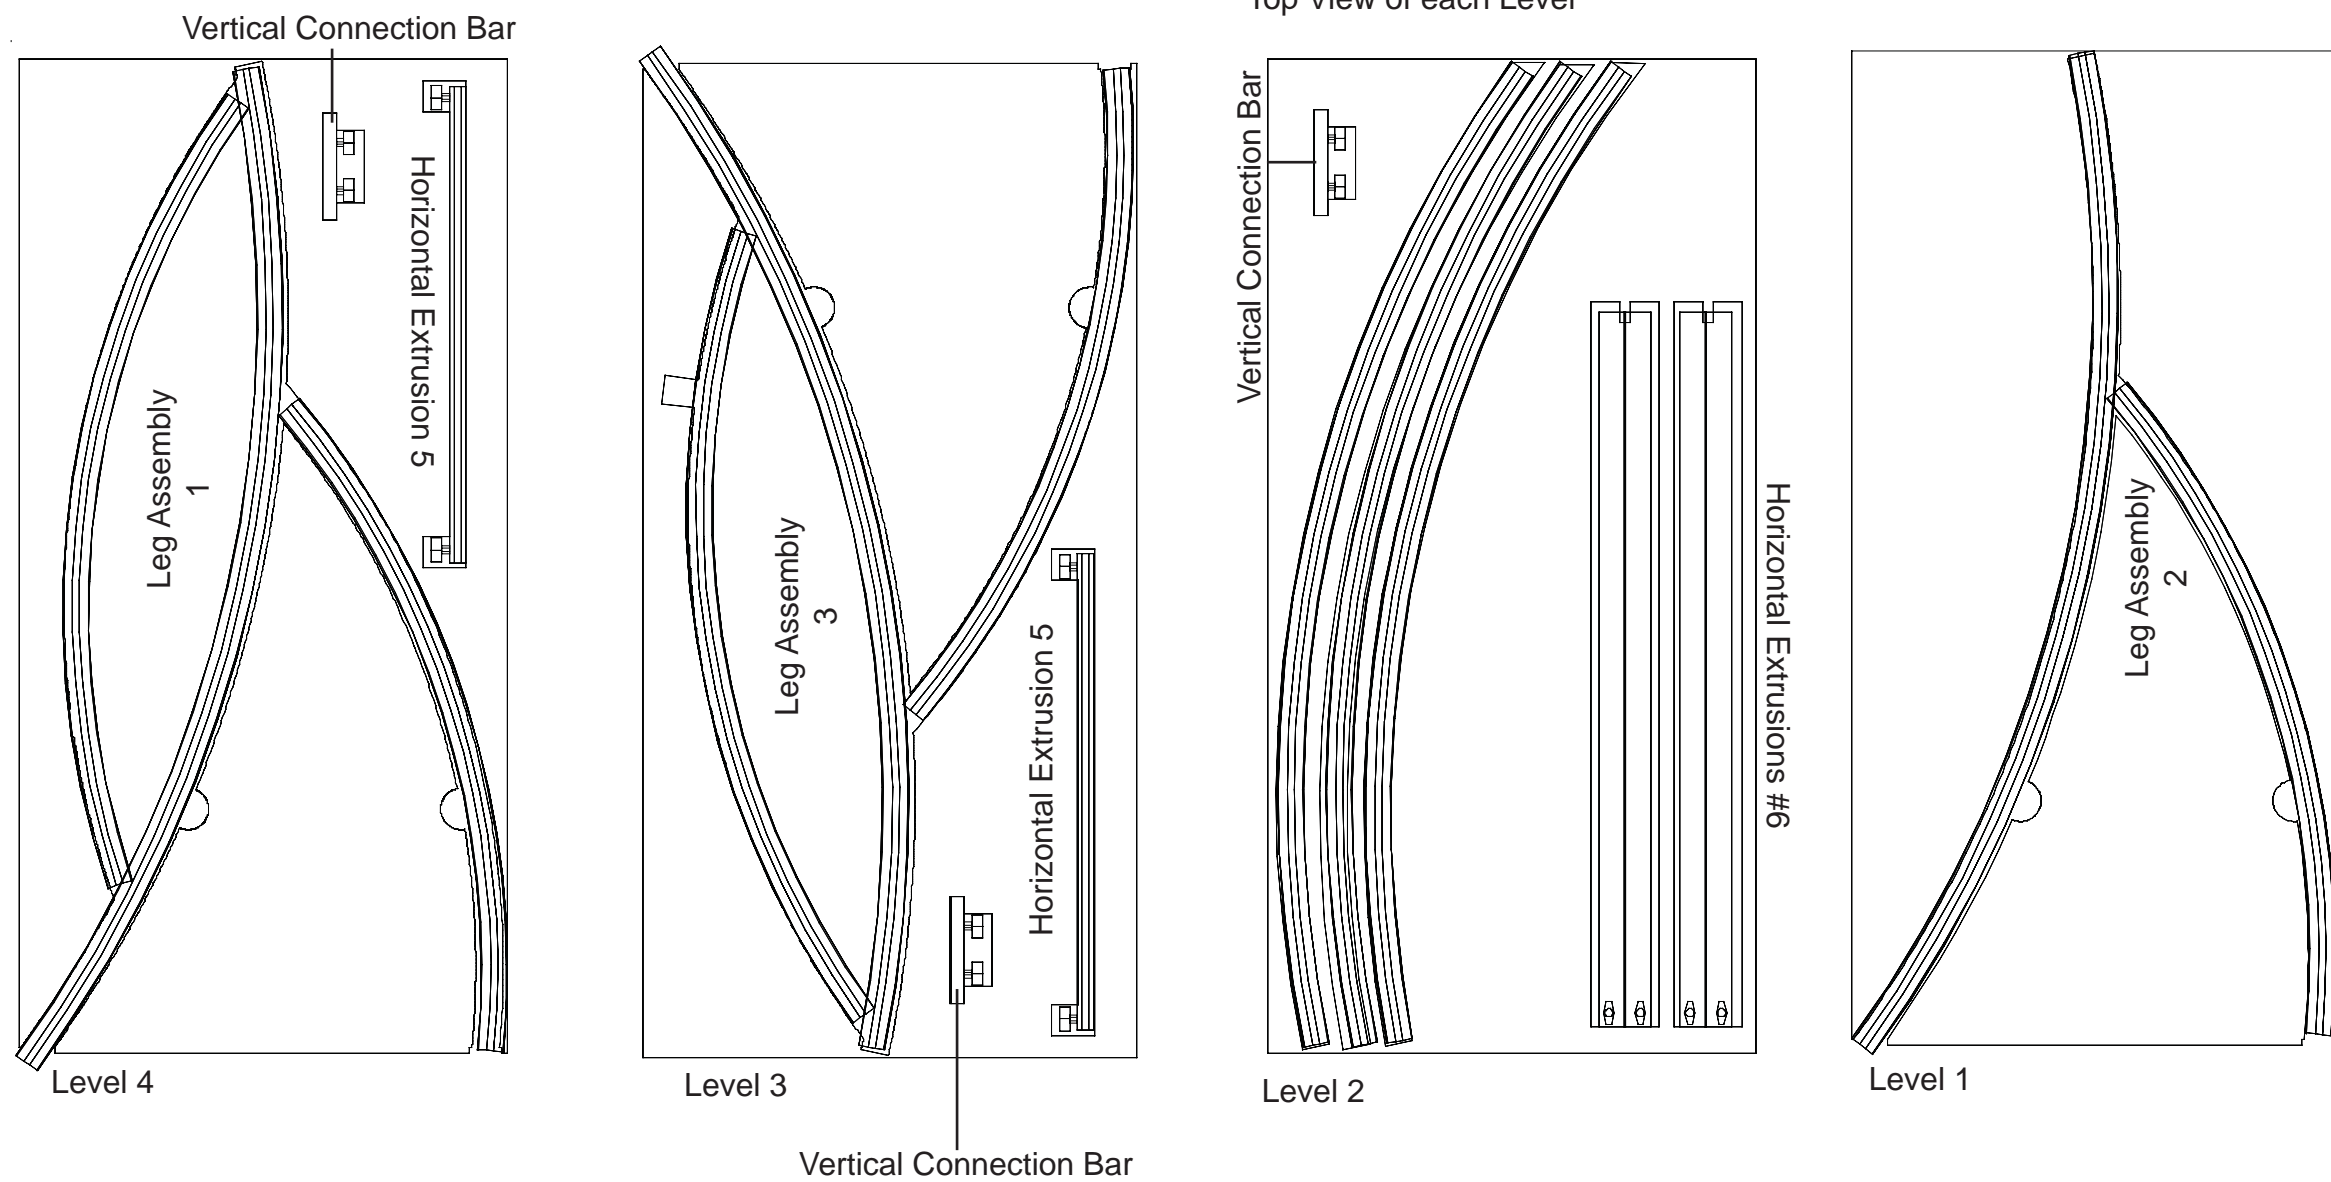 Top View of each Level
Vertical Connection Bar
Horizontal Extrusion 5
Leg Assembly
1
Level 4
Leg Assembly
3
Horizontal Extrusion 5
Level 3
Vertical Connection Bar
Vertical Connection Bar
Horizontal Extrusions #6
Level 2
Leg Assembly
2
Level 1